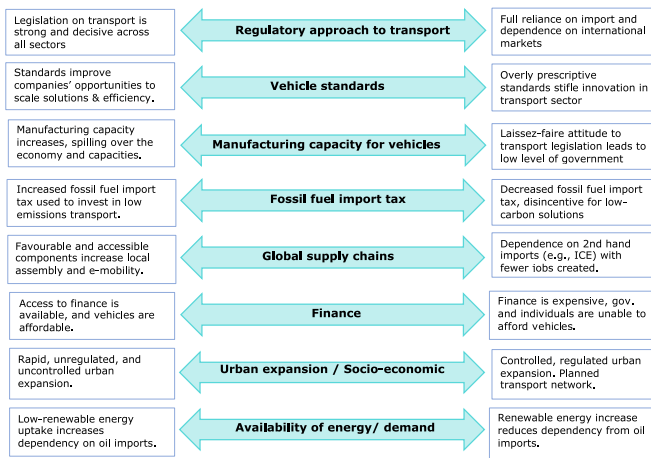 Legislation on transport is
strong and decisive across
all sectors
Regulatory approach to transport
Full reliance on import and
dependence on international
markets
Standards improve
companies’ opportunities to
scale solutions & efficiency.
Vehicle standards
Overly prescriptive
standards stifle innovation in
transport sector
Manufacturing capacity
increases, spilling over the
economy and capacities.
Manufacturing capacity for vehicles
Laissez-faire attitude to
transport legislation leads to
low level of government
Increased fossil fuel import
tax used to invest in low
emissions transport.
Fossil fuel import tax
Decreased fossil fuel import
tax, disincentive for low-
carbon solutions
Favourable and accessible
components increase local
assembly and e-mobility.
Global supply chains
Dependence on 2nd hand
imports (e.g., ICE) with
fewer jobs created.
Access to finance is
available, and vehicles are
affordable.
Finance
Finance is expensive, gov.
and individuals are unable to
afford vehicles.
Rapid, unregulated, and
uncontrolled urban
expansion.
Urban expansion / Socio-economic
Controlled, regulated urban
expansion. Planned
transport network.
Low-renewable energy
uptake increases
dependency on oil imports.
Availability of energy/ demand
Renewable energy increase
reduces dependency from oil
imports.